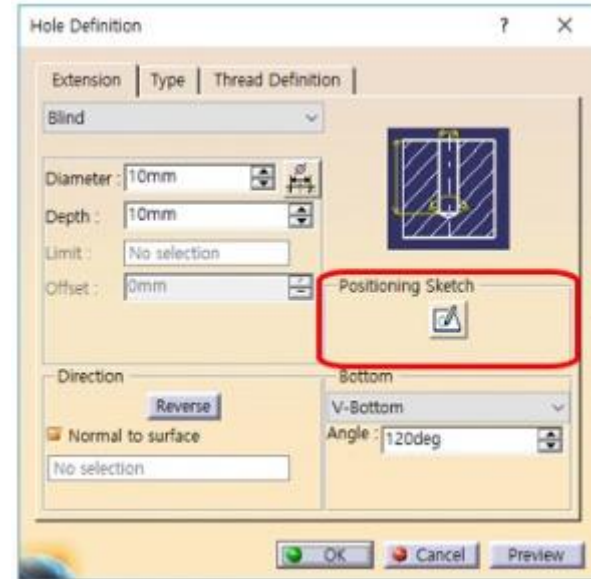 Hole Definition ? ×
Extension Type Thread Definition
Blind
Diameter : 10mm
Depth : 10mm
Limit : No selection
Offset : 0mm
Positioning Sketch
Direction
Reverse
Normal to surface
No selection
Bottom
V-Bottom
Angle : 120deg
OK Cancel Preview